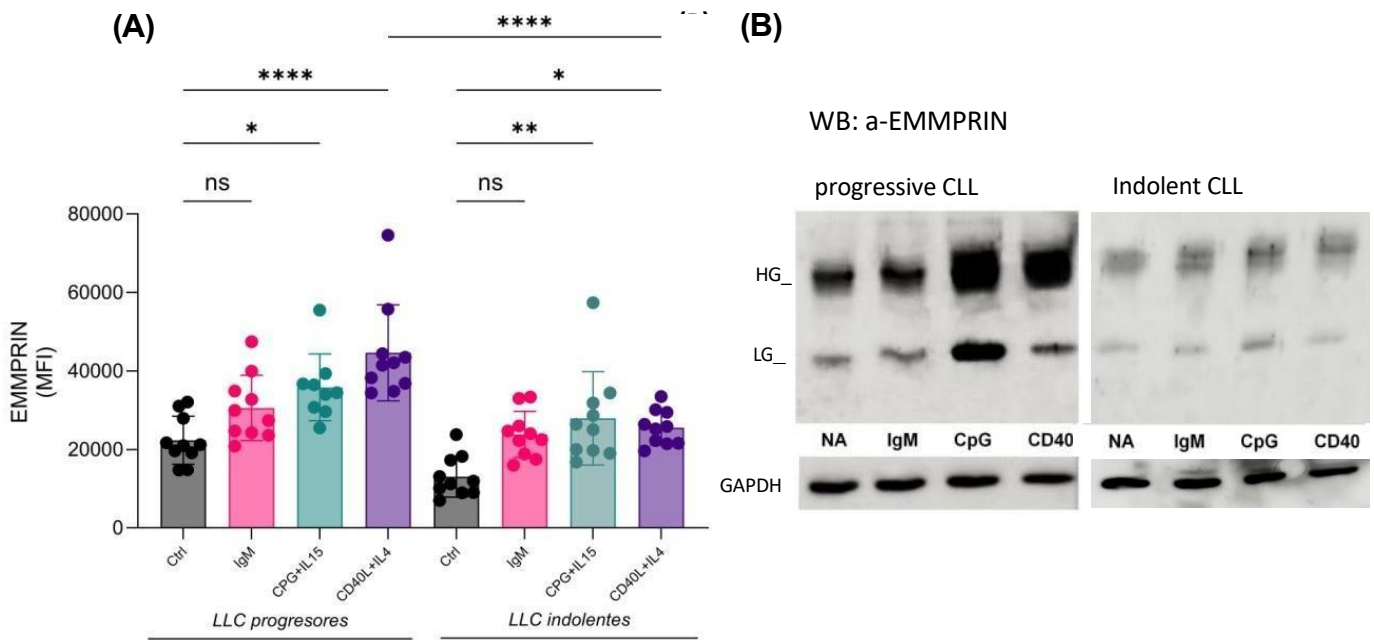 (A)
****
****
*
*
**
ns
ns
EMMPRIN
(MFI)
80000
60000
40000
20000
0
Ctrl
IgM
CPG+IL15
CD40L+IL4
Ctrl
IgM
CPG+IL15
CD40L+IL4
LLC progresores
LLC indolentes
(B)
WB: a-EMMPRIN
progressive CLL
Indolent CLL
HG_
LG_
NA IgM CpG CD40
NA IgM CpG CD40
GAPDH